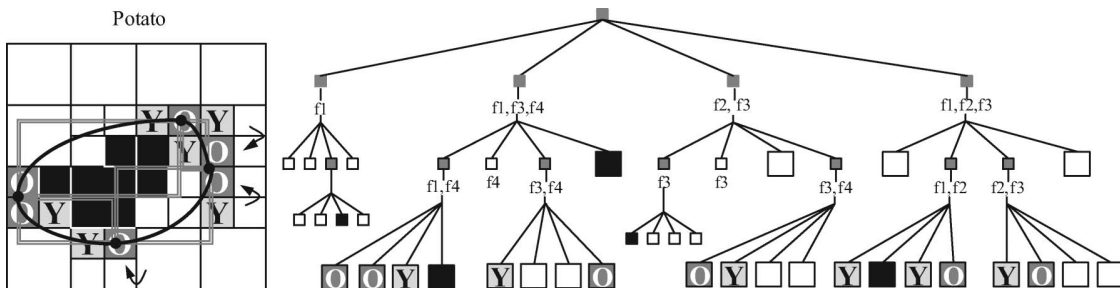 Potato
Y O Y
Y O
O O
O Y Y
Y O
f1 f1,f3,f4 f2, f3 f1,f2,f3
f1,f4 f4 f3,f4 f3 f3 f3,f4 f1,f2 f2,f3
O O Y Y O O Y Y Y O Y O